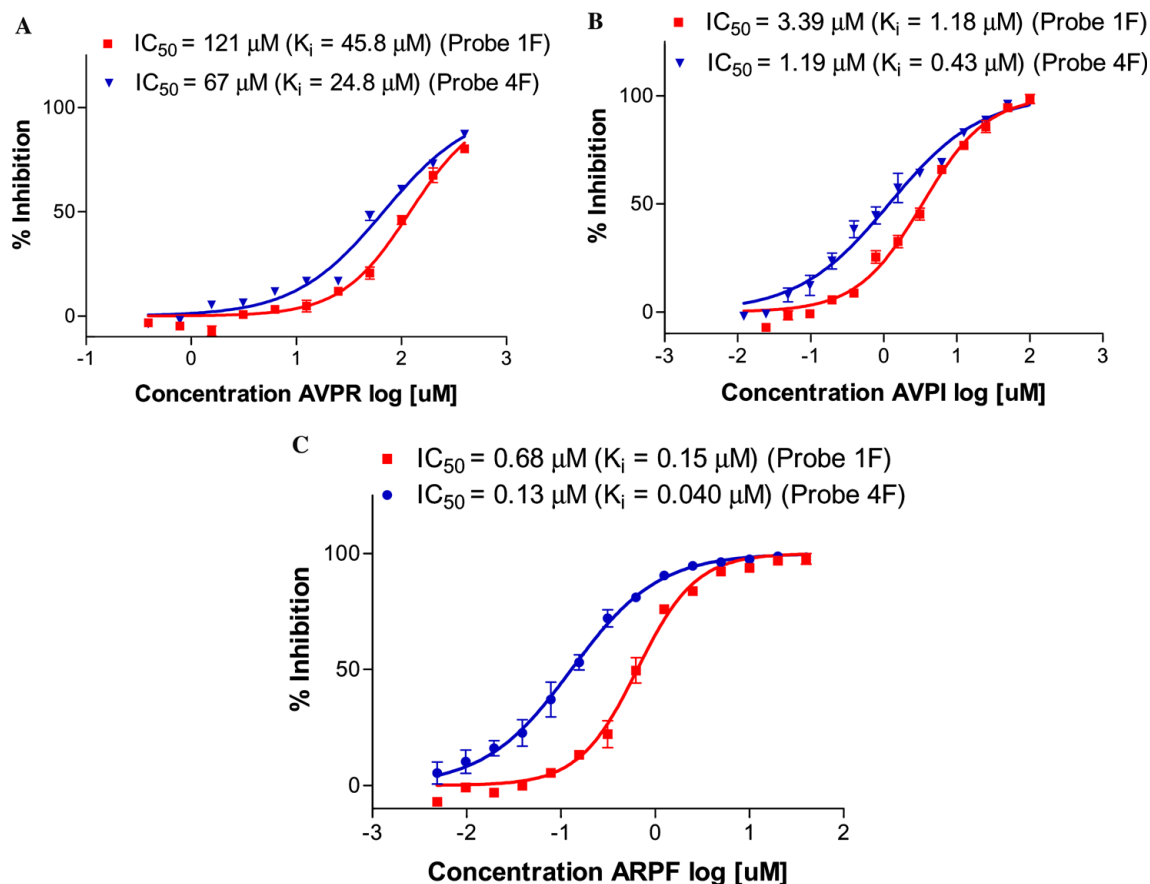 A
IC50 = 121 μM (Ki = 45.8 μM) (Probe 1F)
IC50 = 67 μM (Ki = 24.8 μM) (Probe 4F)
100
50
0
% Inhibition
-1 0 1 2 3
Concentration AVPR log [uM]
B
IC50 = 3.39 μM (Ki = 1.18 μM) (Probe 1F)
IC50 = 1.19 μM (Ki = 0.43 μM) (Probe 4F)
100
50
0
% Inhibition
-3 -2 -1 0 1 2 3
Concentration AVPI log [uM]
C
IC50 = 0.68 μM (Ki = 0.15 μM) (Probe 1F)
IC50 = 0.13 μM (Ki = 0.040 μM) (Probe 4F)
100
50
0
% Inhibition
-3 -2 -1 0 1 2
Concentration ARPF log [uM]